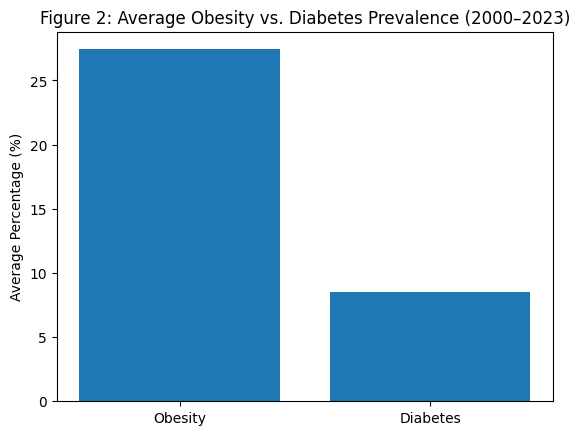 Figure 2: Average Obesity vs. Diabetes Prevalence (2000–2023)
Average Percentage (%)
25
20
15
10
5
0
Obesity
Diabetes